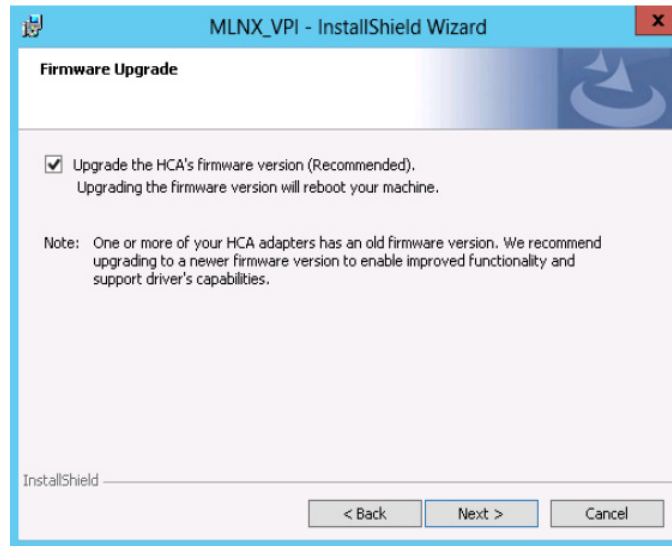 MLNX_VPI - InstallShield Wizard
x
Firmware Upgrade
Upgrade the HCA's firmware version (Recommended).
Upgrading the firmware version will reboot your machine.
Note: One or more of your HCA adapters has an old firmware version. We recommend
upgrading to a newer firmware version to enable improved functionality and
support driver's capabilities.
InstallShield
< Back Next > Cancel